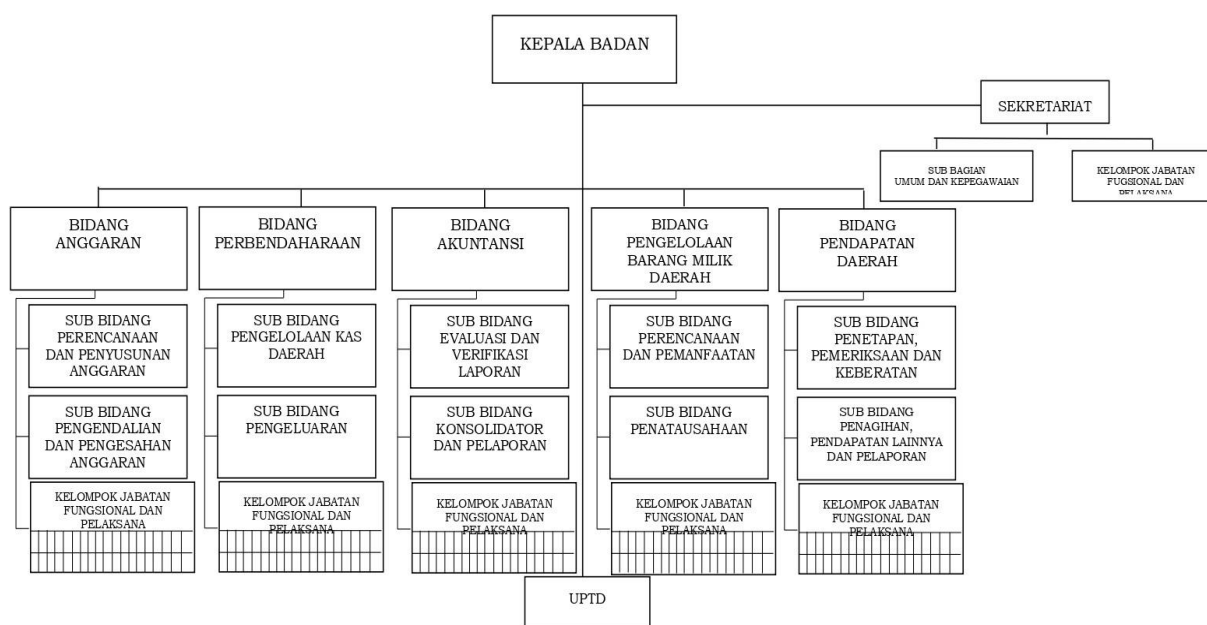 KEPALA BADAN
SEKRETARIAT
SUB BAGIAN
UMUM DAN KEPEGAWAIAN
KELOMPOK JABATAN
FUGSIONAL DAN
PELAKSANA
BIDANG
ANGGARAN
BIDANG
PERBENDAHARAAN
BIDANG
AKUNTANSI
BIDANG
PENGELOLAAN
BARANG MILIK
DAERAH
BIDANG
PENDAPATAN
DAERAH
SUB BIDANG
PERENCANAAN
DAN PENYUSUNAN
ANGGARAN
SUB BIDANG
PENGELOLAAN KAS
DAERAH
SUB BIDANG
EVALUASI DAN
VERIFIKASI
LAPORAN
SUB BIDANG
PERENCANAAN
DAN PEMANFAATAN
SUB BIDANG
PENETAPAN,
PEMERIKSAAN DAN
KEBERATAN
SUB BIDANG
PENGENDALIAN
DAN PENGESAHAN
ANGGARAN
SUB BIDANG
PENGELUARAN
SUB BIDANG
KONSOLIDATOR
DAN PELAPORAN
SUB BIDANG
PENATAUSAHAAN
SUB BIDANG
PENAGIHAN,
PENDAPATAN LAINNYA
DAN PELAPORAN
KELOMPOK JABATAN
FUNGSIONAL DAN
PELAKSANA
KELOMPOK JABATAN
FUNGSIONAL DAN
PELAKSANA
KELOMPOK JABATAN
FUNGSIONAL DAN
PELAKSANA
KELOMPOK JABATAN
FUNGSIONAL DAN
PELAKSANA
KELOMPOK JABATAN
FUNGSIONAL DAN
PELAKSANA
UPTD